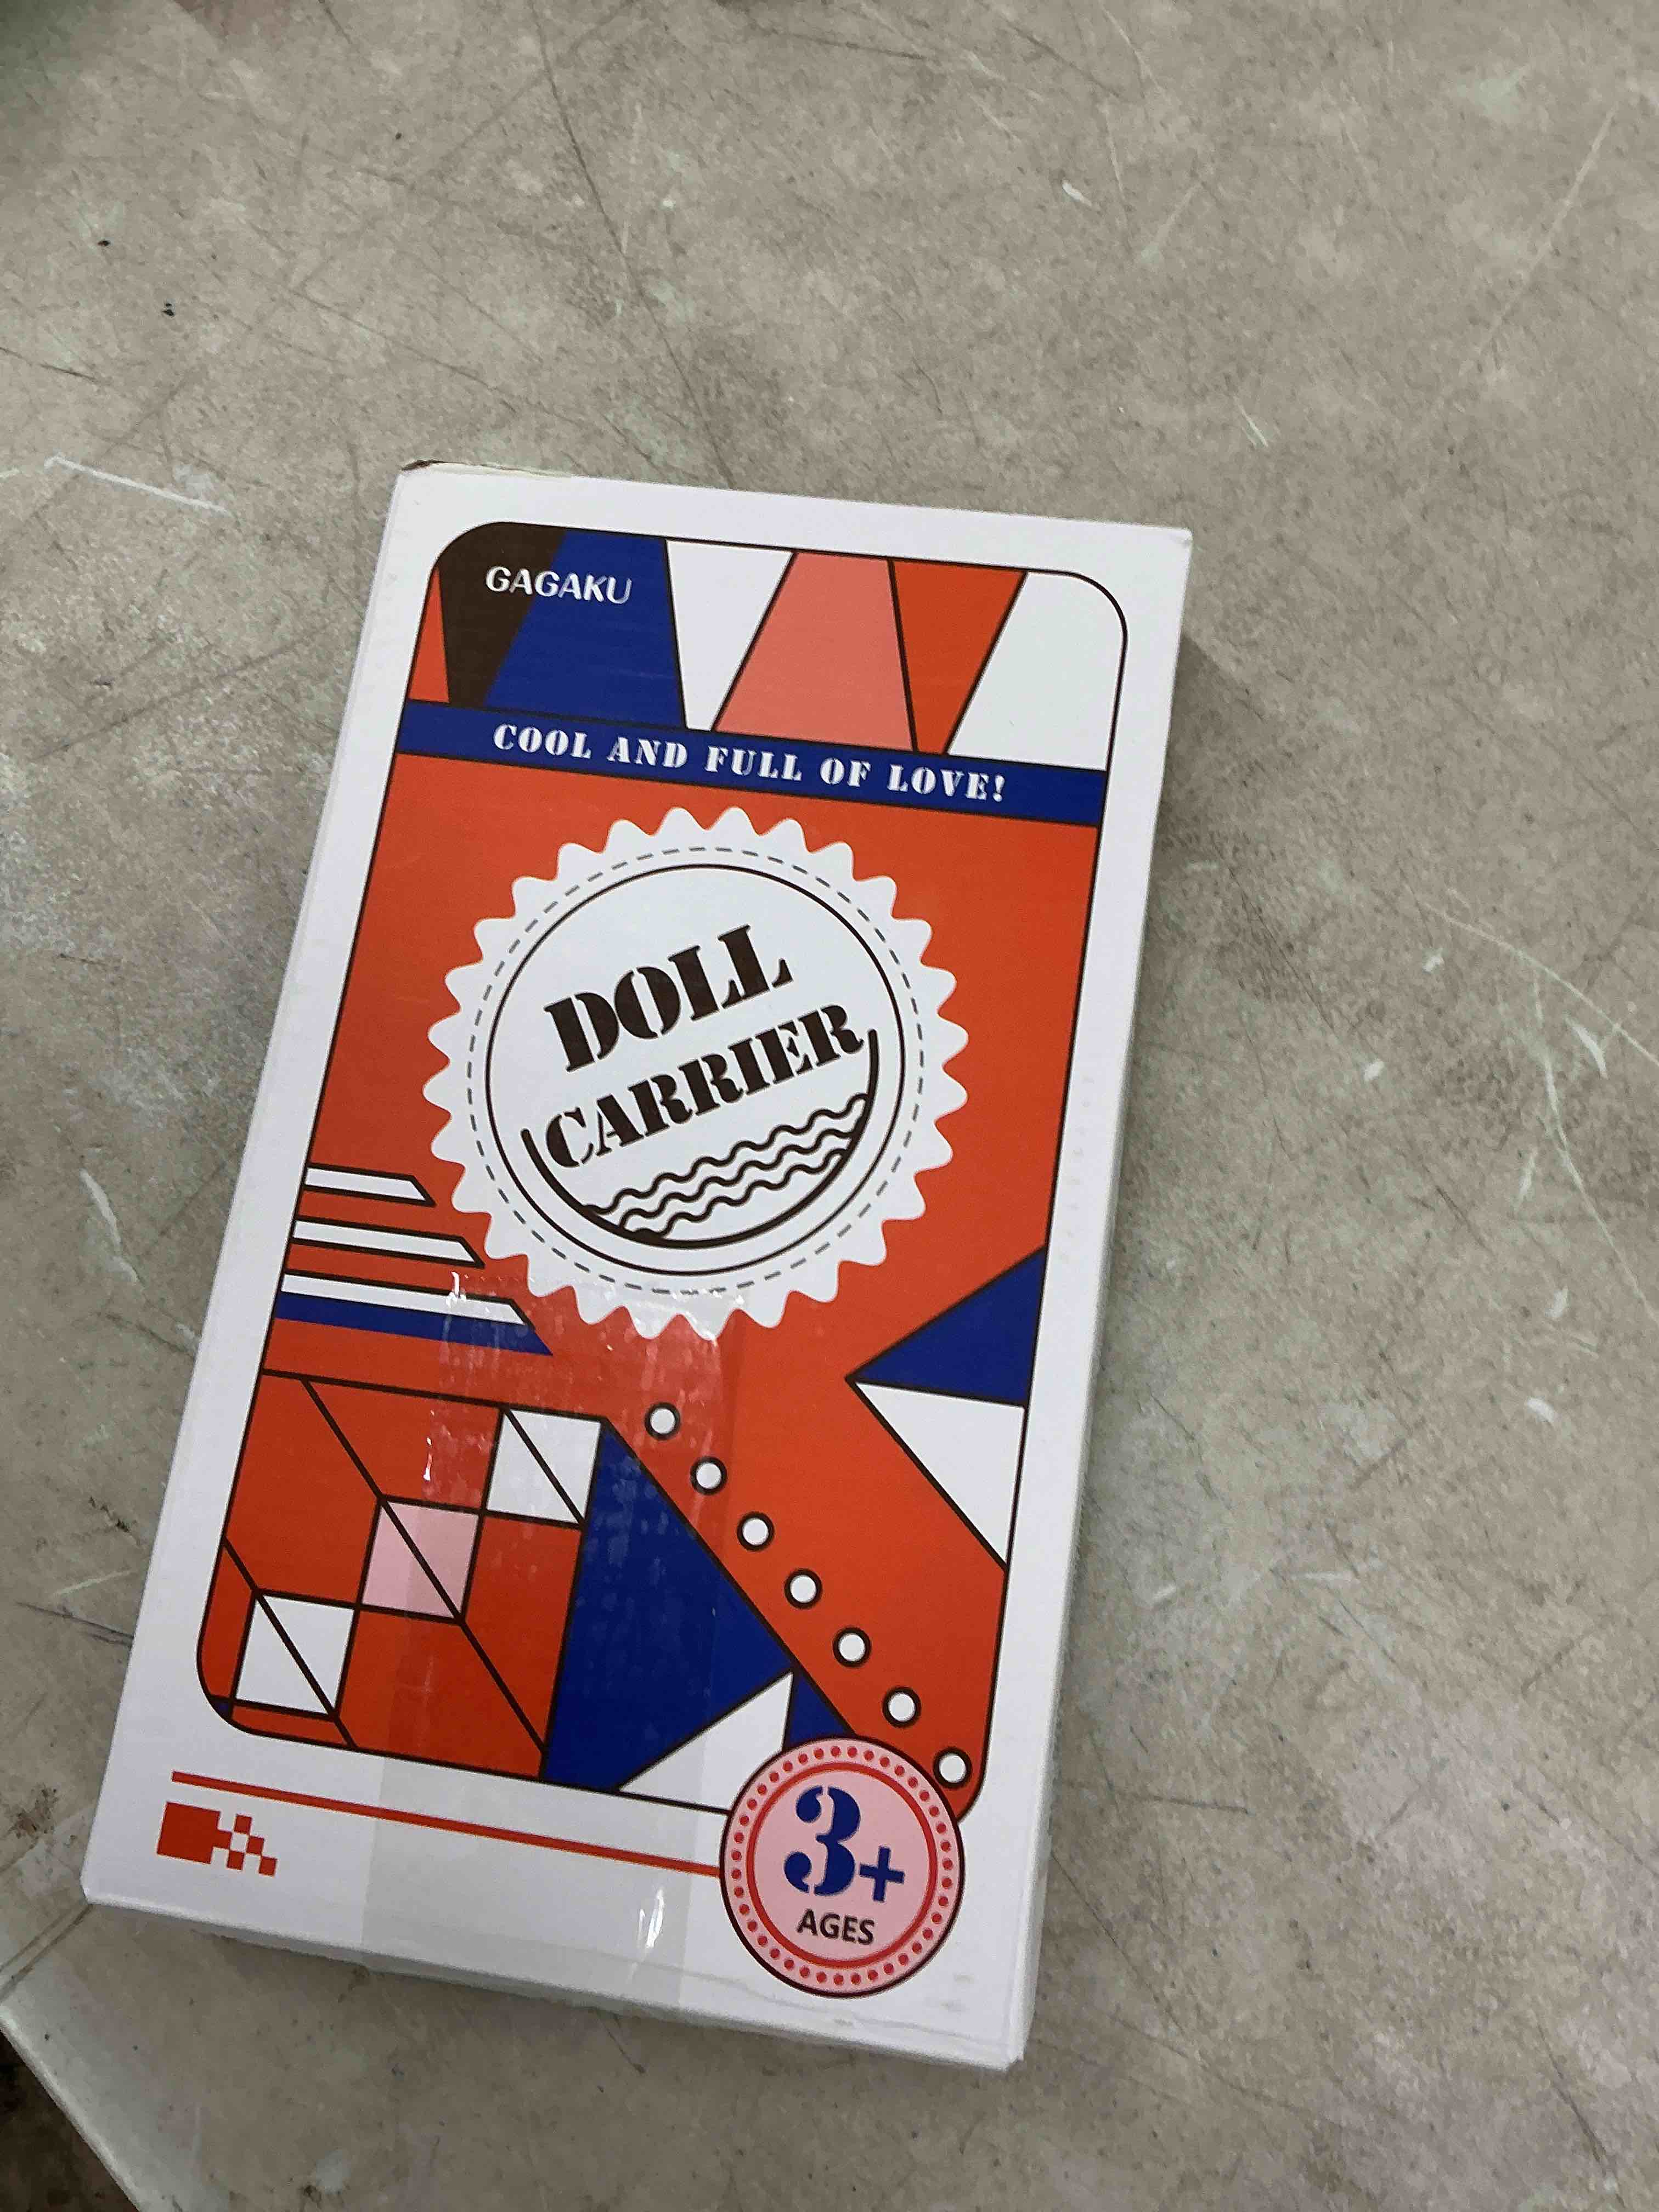 GAGAKU
COOL AND FULL OF LOVE!
DOLL
CARRIER
3+
AGES